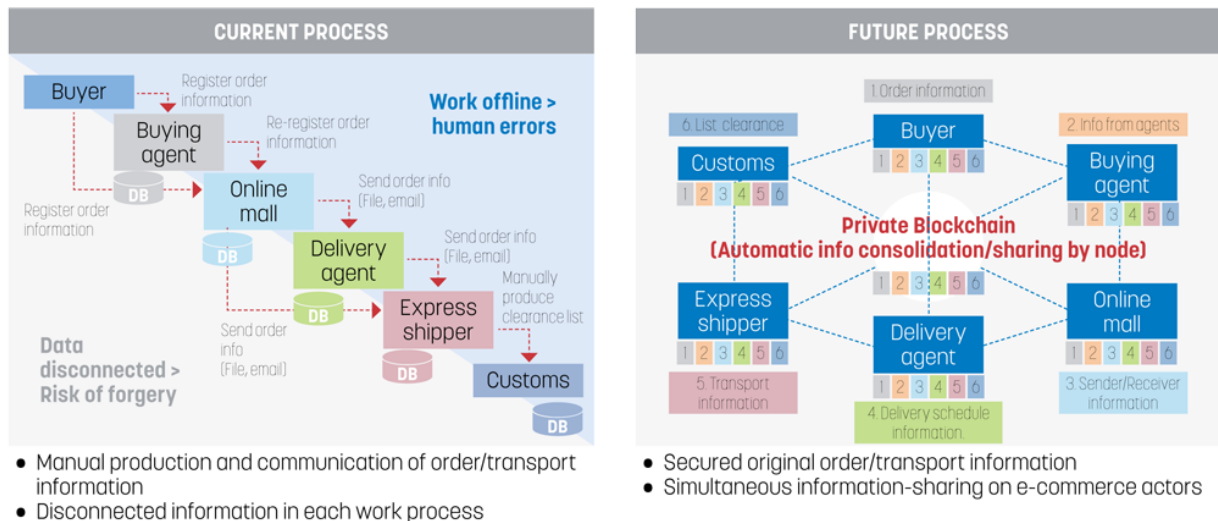 CURRENT PROCESS
Buyer
Register order
information
Buying
agent
DB
Re-register order
information
Work offline >
human errors
Register order
information
Online
mall
DB
Send order info
(File, email)
Delivery
agent
DB
Send order info
(File, email)
Send order
info
(File, email)
Express
shipper
DB
Manually
produce
clearance list
Customs
DB
Data
disconnected >
Risk of forgery
• Manual production and communication of order/transport
information
• Disconnected information in each work process
FUTURE PROCESS
1. Order information
Buyer
1 2 3 4 5 6
6. List clearance
Customs
1 2 3 4 5 6
2. Info from agents
Buying
agent
1 2 3 4 5 6
Private Blockchain
(Automatic info consolidation/sharing by node)
1 2 3 4 5 6
Express
shipper
1 2 3 4 5 6
5. Transport
information
Delivery
agent
1 2 3 4 5 6
4. Delivery schedule
information.
Online
mall
1 2 3 4 5 6
3. Sender/Receiver
information
• Secured original order/transport information
• Simultaneous information-sharing on e-commerce actors